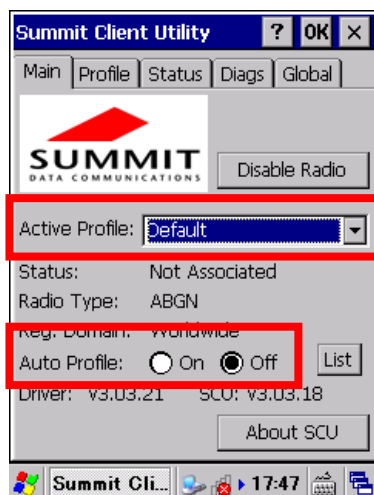 Summit Client Utility ? OK ×
Main Profile Status Diags Global
SUMMIT
DATA COMMUNICATIONS
Disable Radio
Active Profile: Default
Status: Not Associated
Radio Type: ABGN
Reg. Domain: Worldwide
Auto Profile: On Off List
Driver: V3.03.21 SCU: V3.03.18
About SCU
Summit Cli... 17:47